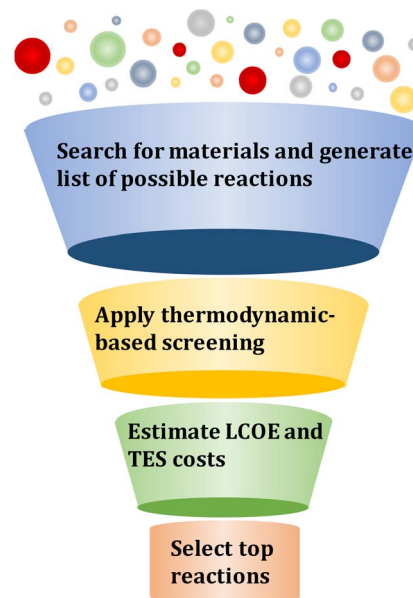 Search for materials and generate
list of possible reactions
Apply thermodynamic-
based screening
Estimate LCOE and
TES costs
Select top
reactions